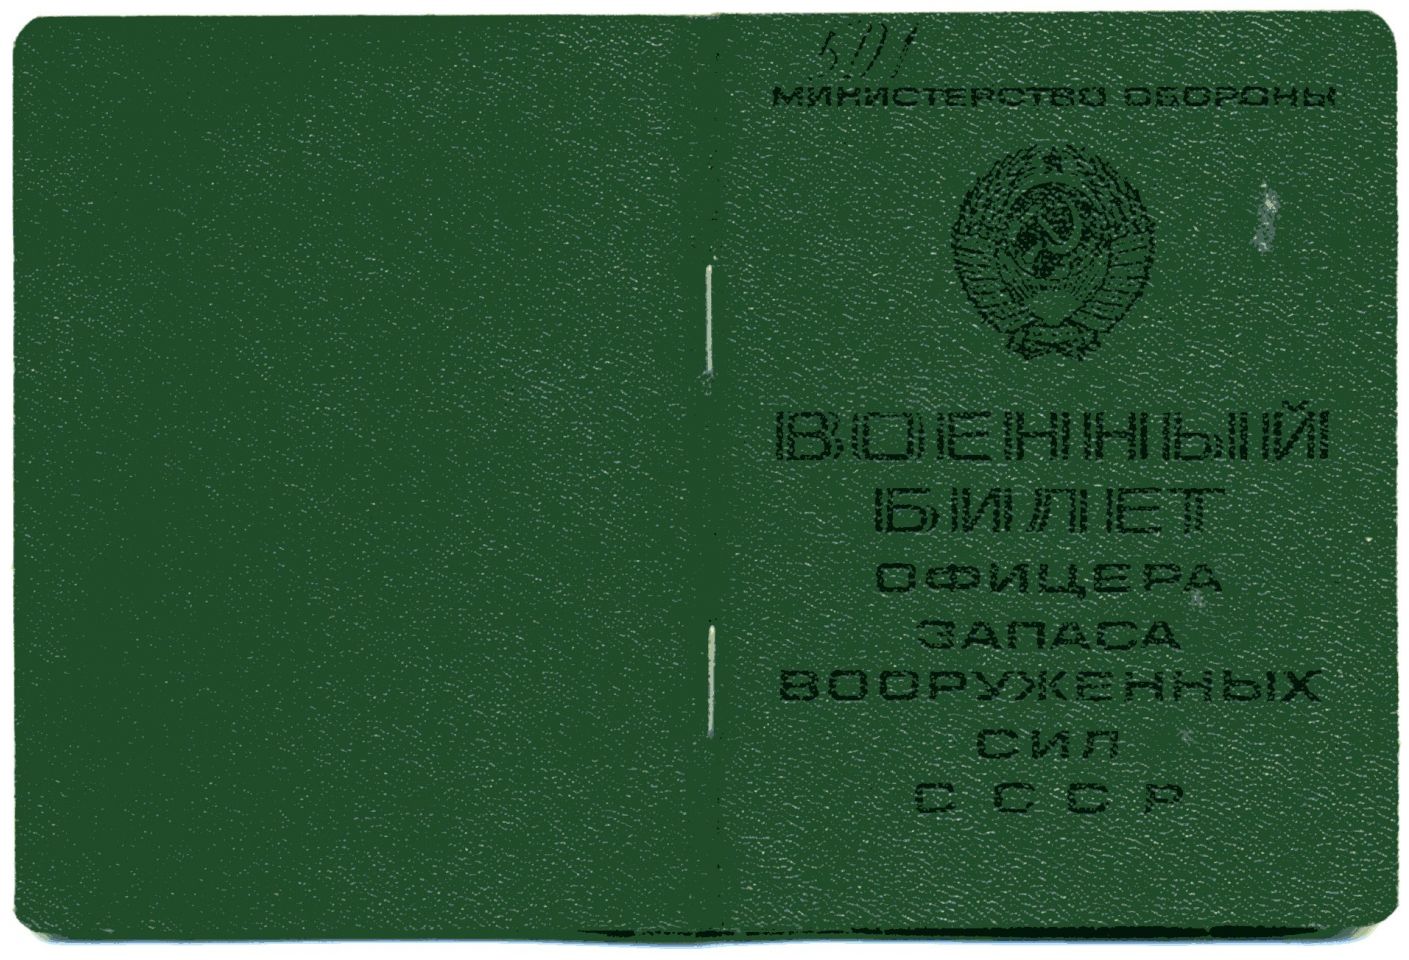 МИНИСТЕРСТВО ОБОРОНЫ
ВОЕННЫЙ
БИЛЕТ
ОФИЦЕРА
ЗАПАСА
ВООРУЖЕННЫХ
СИЛ
СССР